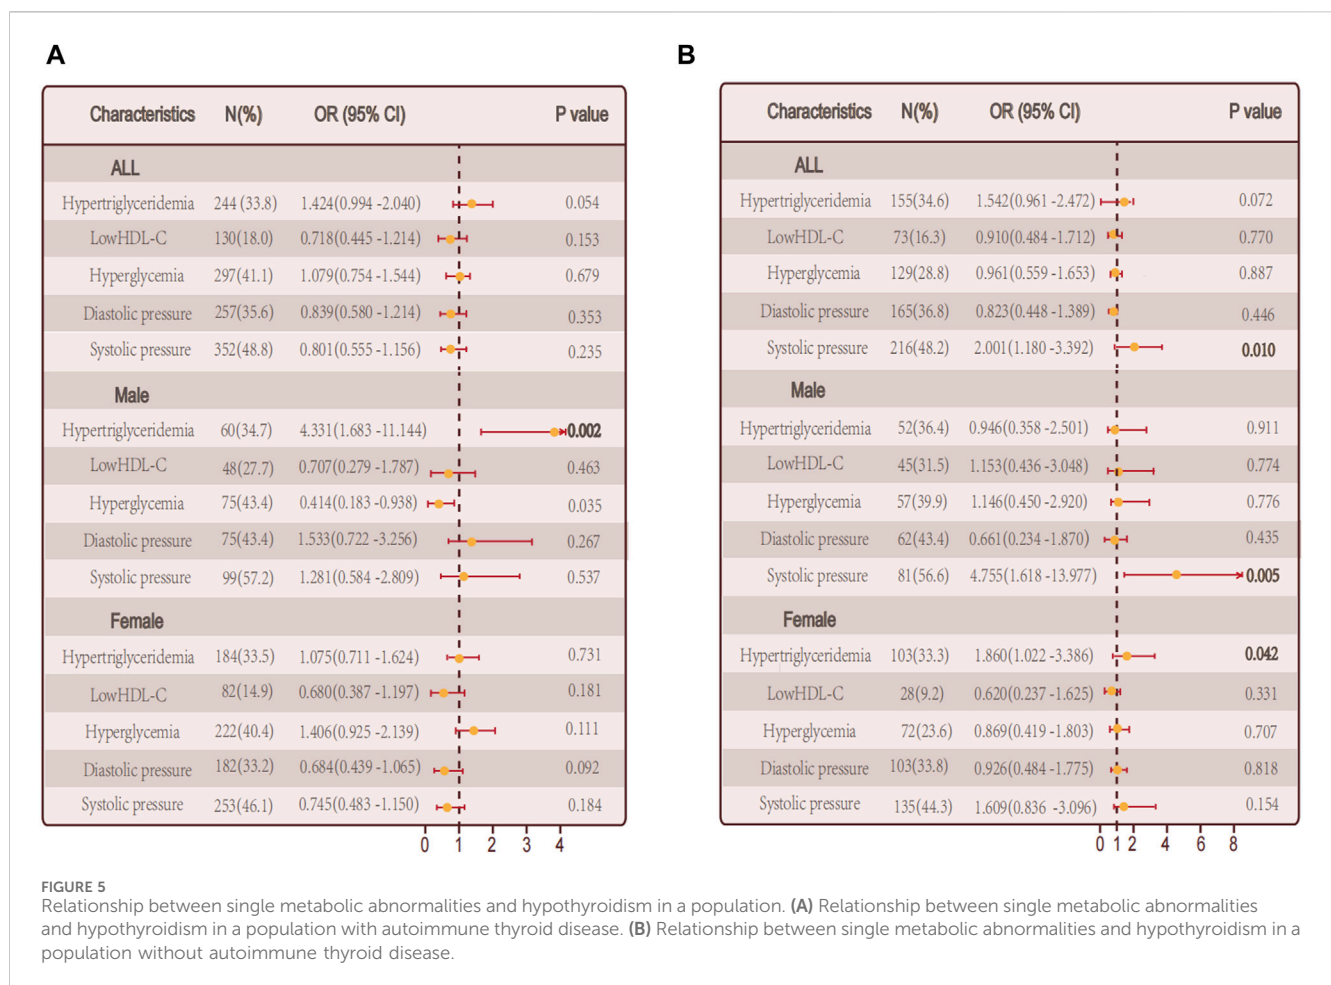 A
Characteristics N(%) OR (95% CI) P value
ALL
Hypertriglyceridemia 244 (33.8) 1.424(0.994 -2.040) 0.054
LowHDL-C 130(18.0) 0.718(0.445 -1.214) 0.153
Hyperglycemia 297(41.1) 1.079(0.754 -1.544) 0.679
Diastolic pressure 257(35.6) 0.839(0.580 -1.214) 0.353
Systolic pressure 352(48.8) 0.801(0.555 -1.156) 0.235
Male
Hypertriglyceridemia 60(34.7) 4.331(1.683 -11.144) 0.002
LowHDL-C 48(27.7) 0.707(0.279 -1.787) 0.463
Hyperglycemia 75(43.4) 0.414(0.183 -0.938) 0.035
Diastolic pressure 75(43.4) 1.533(0.722 -3.256) 0.267
Systolic pressure 99(57.2) 1.281(0.584 -2.809) 0.537
Female
Hypertriglyceridemia 184(33.5) 1.075(0.711 -1.624) 0.731
LowHDL-C 82(14.9) 0.680(0.387 -1.197) 0.181
Hyperglycemia 222(40.4) 1.406(0.925 -2.139) 0.111
Diastolic pressure 182(33.2) 0.684(0.439 -1.065) 0.092
Systolic pressure 253(46.1) 0.745(0.483 -1.150) 0.184
0 1 2 3 4
B
Characteristics N(%) OR (95% CI) P value
ALL
Hypertriglyceridemia 155(34.6) 1.542(0.961 -2.472) 0.072
LowHDL-C 73(16.3) 0.910(0.484 -1.712) 0.770
Hyperglycemia 129(28.8) 0.961(0.559 -1.653) 0.887
Diastolic pressure 165(36.8) 0.823(0.448 -1.389) 0.446
Systolic pressure 216(48.2) 2.001(1.180 -3.392) 0.010
Male
Hypertriglyceridemia 52(36.4) 0.946(0.358 -2.501) 0.911
LowHDL-C 45(31.5) 1.153(0.436 -3.048) 0.774
Hyperglycemia 57(39.9) 1.146(0.450 -2.920) 0.776
Diastolic pressure 62(43.4) 0.661(0.234 -1.870) 0.435
Systolic pressure 81(56.6) 4.755(1.618 -13.977) 0.005
Female
Hypertriglyceridemia 103(33.3) 1.860(1.022 -3.386) 0.042
LowHDL-C 28(9.2) 0.620(0.237 -1.625) 0.331
Hyperglycemia 72(23.6) 0.869(0.419 -1.803) 0.707
Diastolic pressure 103(33.8) 0.926(0.484 -1.775) 0.818
Systolic pressure 135(44.3) 1.609(0.836 -3.096) 0.154
0 1 2 4 6 8
FIGURE 5
Relationship between single metabolic abnormalities and hypothyroidism in a population. (A) Relationship between single metabolic abnormalities
and hypothyroidism in a population with autoimmune thyroid disease. (B) Relationship between single metabolic abnormalities and hypothyroidism in a
population without autoimmune thyroid disease.